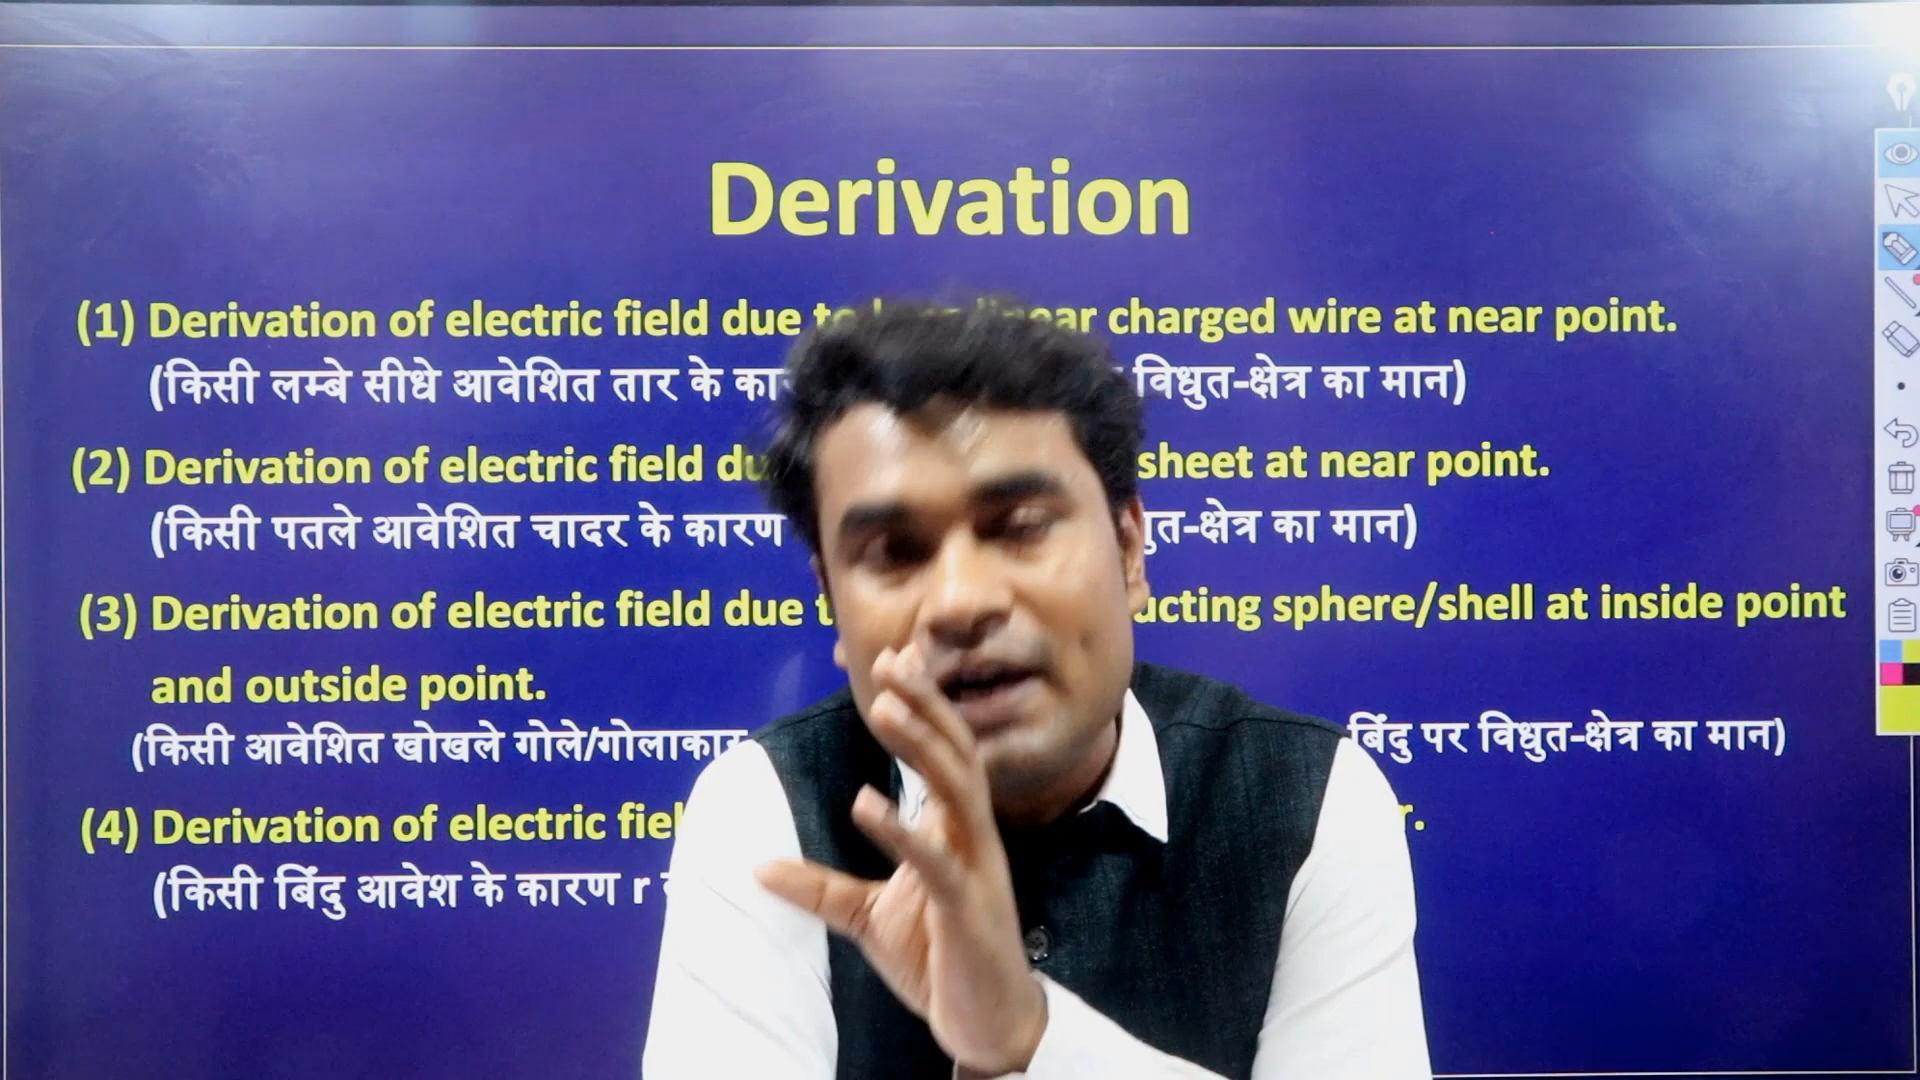 Derivation
(1) Derivation of electric field due to linear charged wire at near point.
(किसी लम्बे सीधे आवेशित तार के विधुत-क्षेत्र का मान)
(2) Derivation of electric field sheet at near point.
(किसी पतले आवेशित चादर के कारण क्षेत्र का मान)
(3) Derivation of electric field due sphere/shell at inside point
and outside point.
(किसी आवेशित खोखले बिंदु पर विधुत-क्षेत्र का मान)
(4) Derivation of electric
(किसी बिंदु आवेश के कारण r